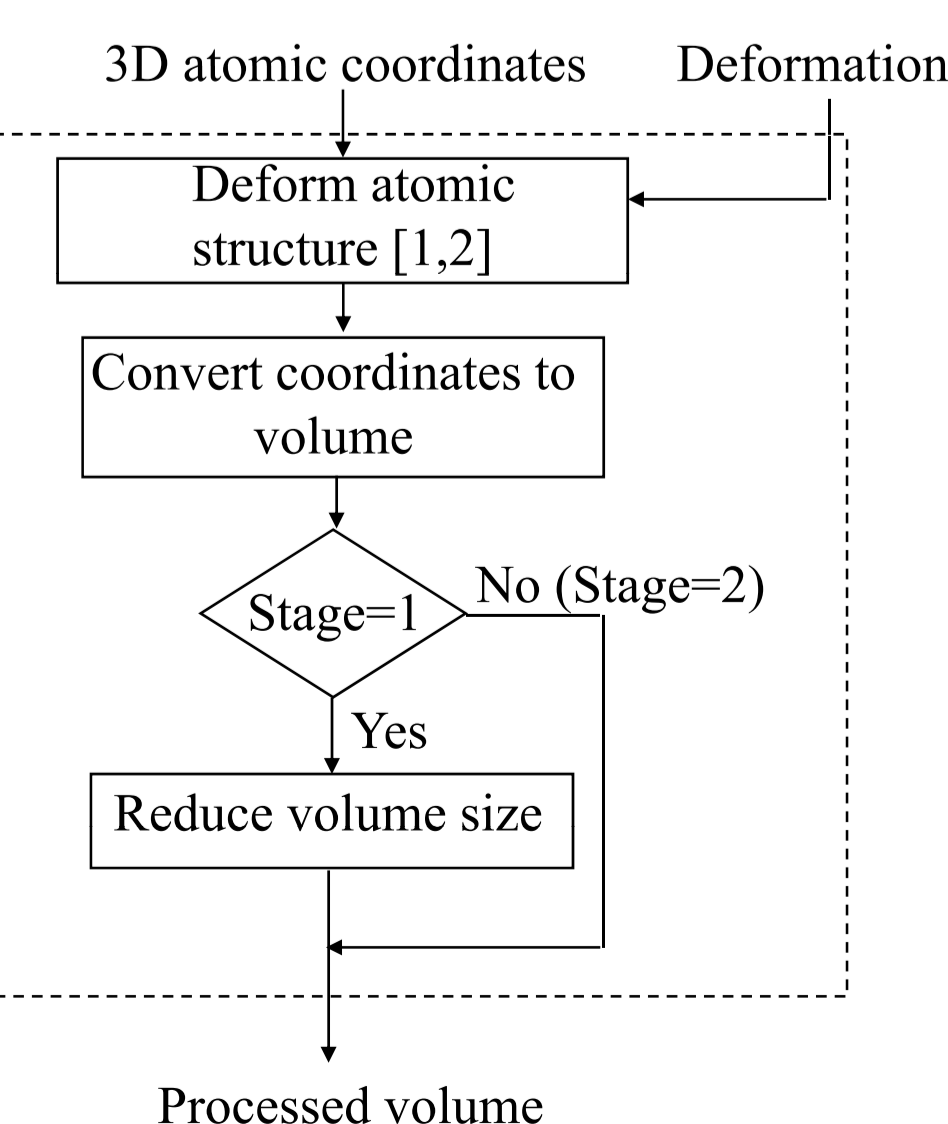 3D atomic coordinates
Deformation
Deform atomic
structure [1,2]
Convert coordinates to
volume
Stage=1
No (Stage=2)
Yes
Reduce volume size
Processed volume